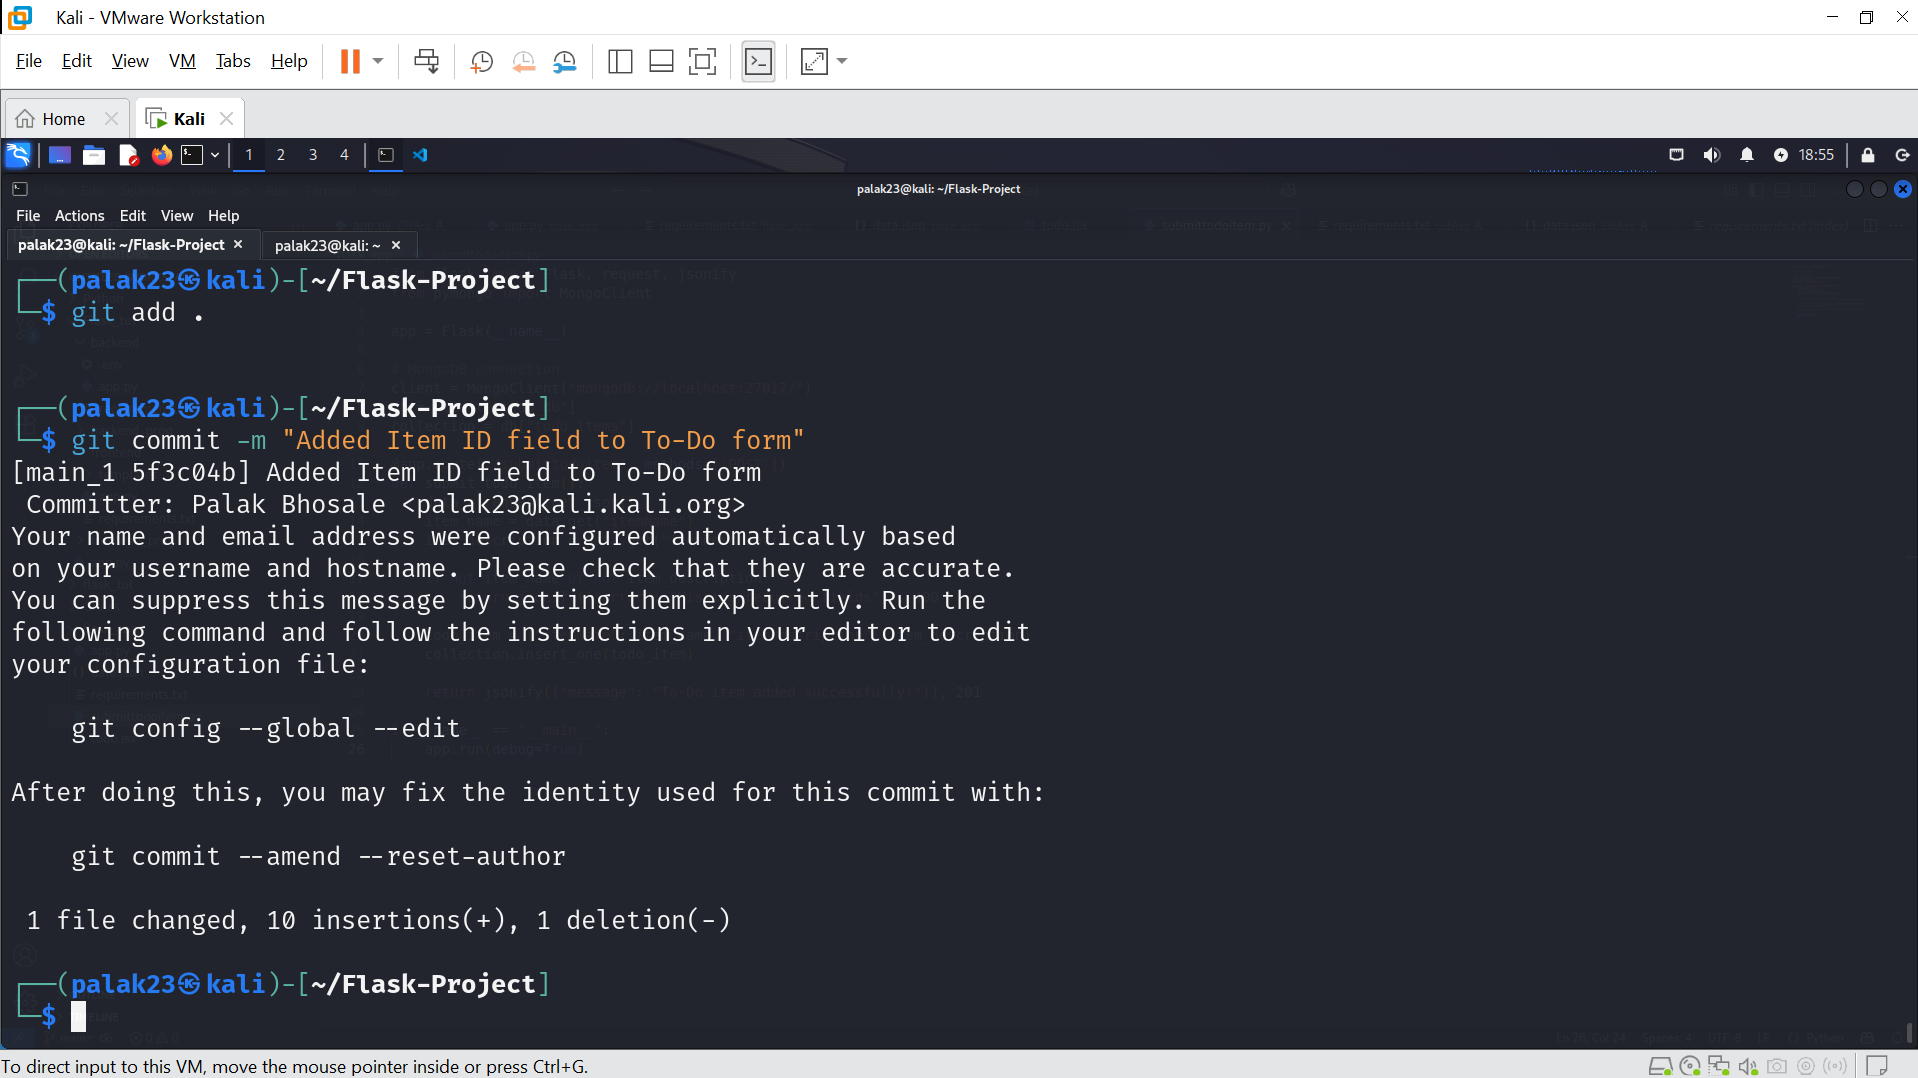 Kali - VMware Workstation
File Edit View VM Tabs Help
Home Kali
1 2 3 4 18:55
palak23@kali: ~/Flask-Project
File Actions Edit View Help
palak23@kali: ~/Flask-Project palak23@kali: ~
┌──(palak23㉿kali)-[~/Flask-Project]
└─$ git add .
┌──(palak23㉿kali)-[~/Flask-Project]
└─$ git commit -m "Added Item ID field to To-Do form"
[main_1 5f3c04b] Added Item ID field to To-Do form
Committer: Palak Bhosale <palak23@kali.kali.org>
Your name and email address were configured automatically based
on your username and hostname. Please check that they are accurate.
You can suppress this message by setting them explicitly. Run the
following command and follow the instructions in your editor to edit
your configuration file:
git config --global --edit
After doing this, you may fix the identity used for this commit with:
git commit --amend --reset-author
1 file changed, 10 insertions(+), 1 deletion(-)
┌──(palak23㉿kali)-[~/Flask-Project]
└─$
To direct input to this VM, move the mouse pointer inside or press Ctrl+G.